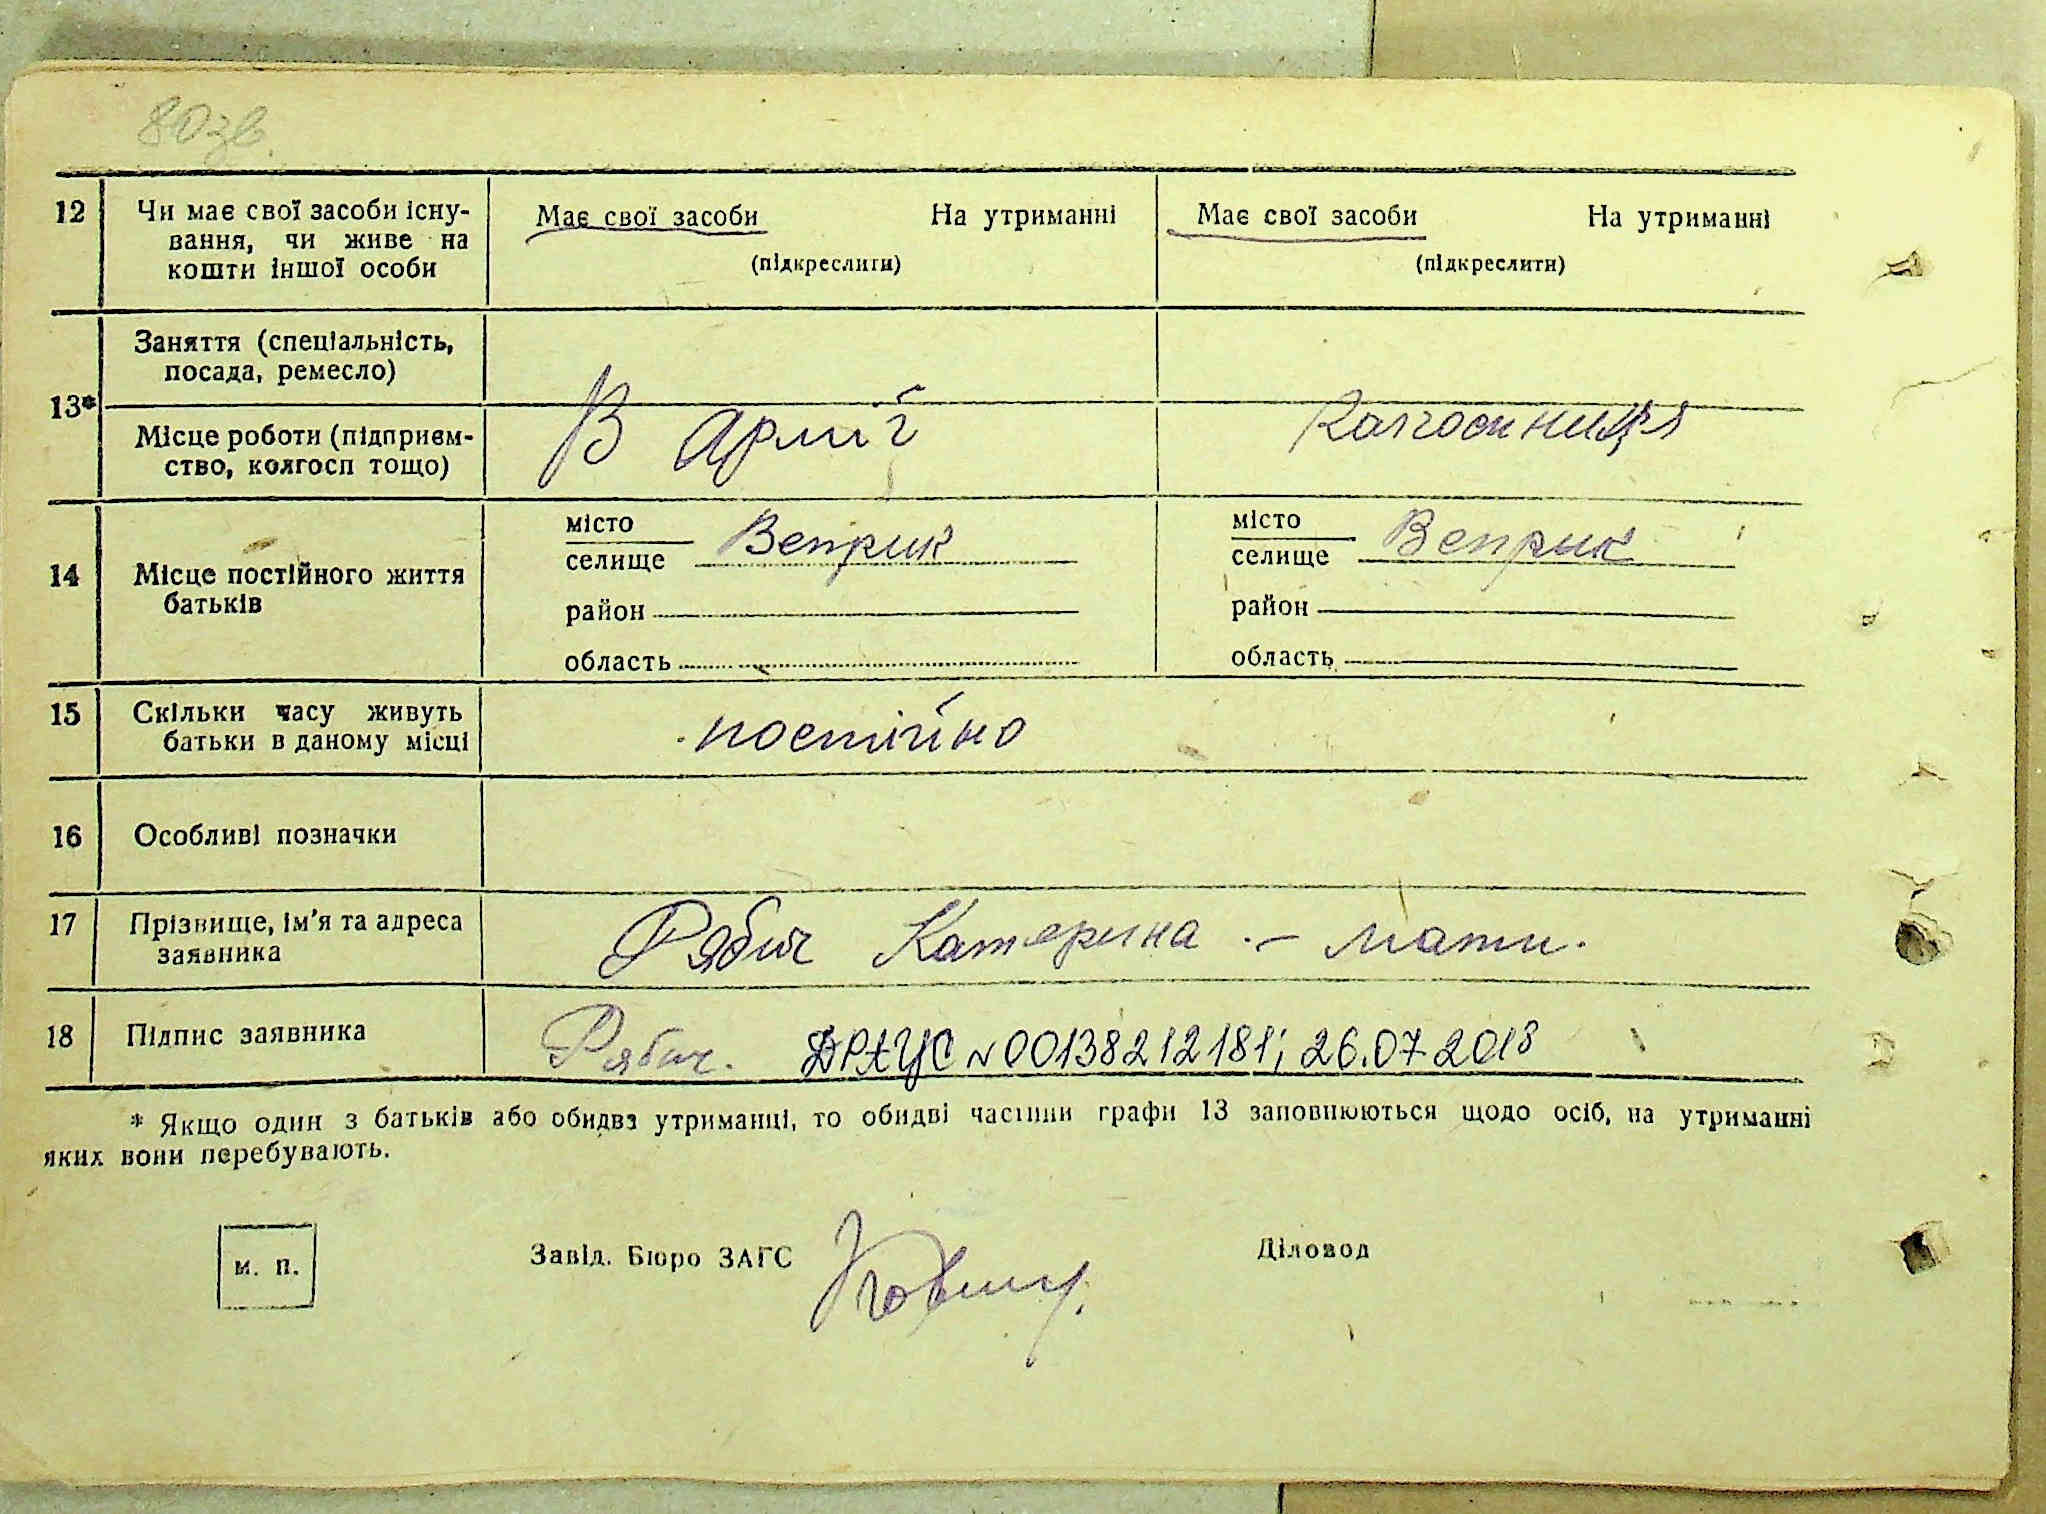 80зв.
12 Чи має свої засоби існу-
вання, чи живе на
кошти іншої особи
Має свої засоби На утриманні
(підкреслити)
Має свої засоби На утриманні
(підкреслити)
13*
Заняття (спеціальність,
посада, ремесло)
Місце роботи (підприєм-
ство, колгосп тощо)
В Армії
Колгоспниця
14 Місце постійного життя
батьків
місто
селище Веприк
район
область
місто
селище Веприк
район
область
15 Скільки часу живуть
батьки в даному місці
постійно
16 Особливі позначки
17 Прізвище, ім'я та адреса
заявника
Рябич Катерина - мати.
18 Підпис заявника
Рябич. ДРАЦС №00138212181; 26.07.2018
* Якщо один з батьків або обидва утриманці, то обидві частини графи 13 заповнюються щодо осіб, на утриманні
яких вони перебувають.
м. п.
Завід. Бюро ЗАГС
Діловод